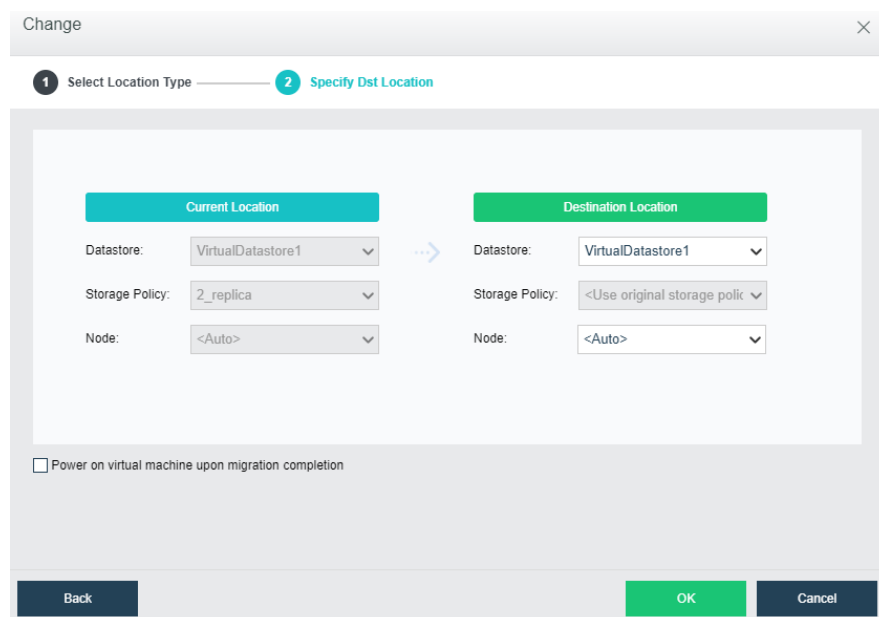 Change
1 Select Location Type 2 Specify Dst Location
Current Location Destination Location
Datastore: VirtualDatastore1 Datastore: VirtualDatastore1
Storage Policy: 2_replica Storage Policy: <Use original storage polic
Node: <Auto> Node: <Auto>
Power on virtual machine upon migration completion
Back OK Cancel